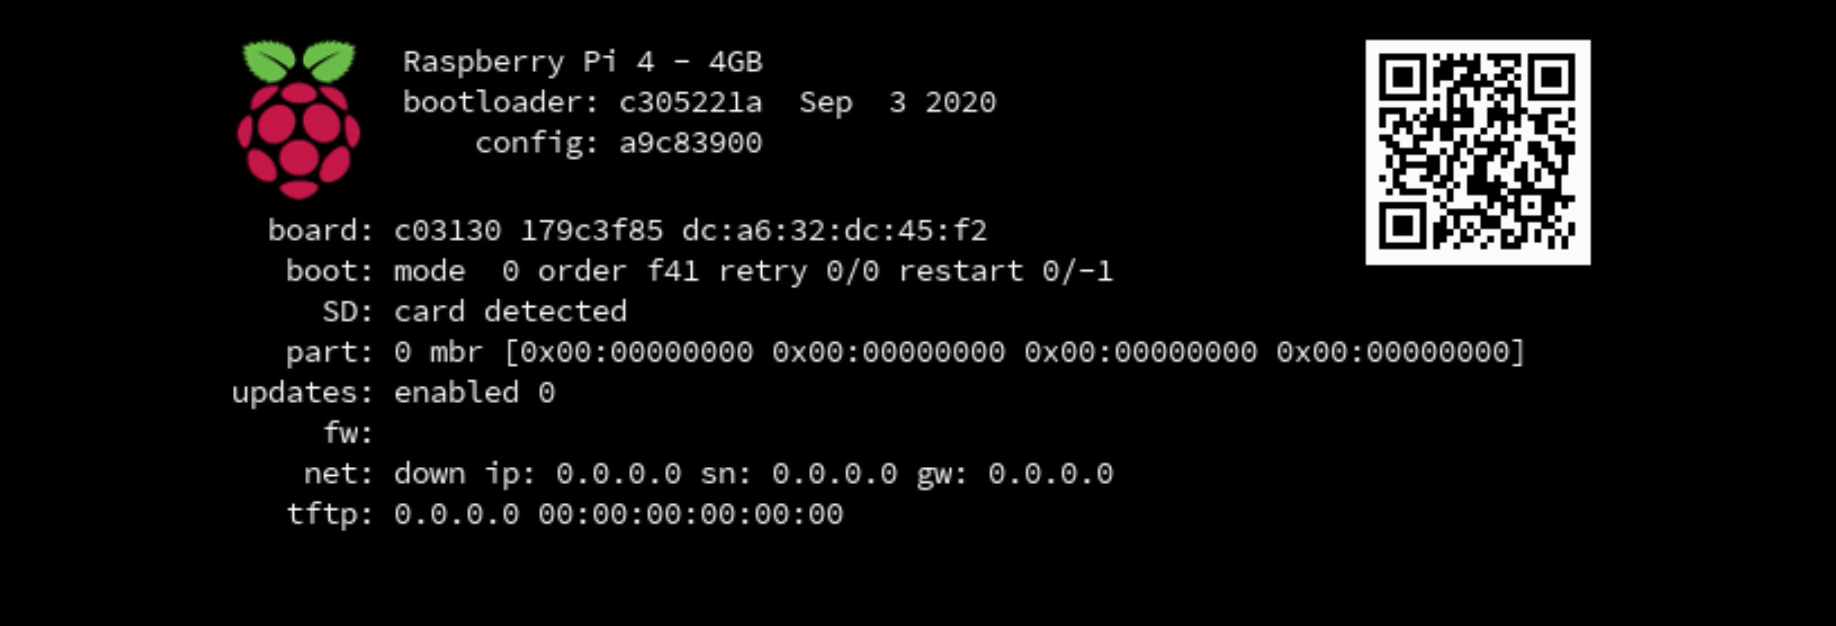 Raspberry Pi 4 - 4GB
bootloader: c305221a  Sep  3 2020
config: a9c83900
board: c03130 179c3f85 dc:a6:32:dc:45:f2
boot: mode  0 order f41 retry 0/0 restart 0/-1
SD: card detected
part: 0 mbr [0x00:00000000 0x00:00000000 0x00:00000000 0x00:00000000]
updates: enabled 0
fw:
net: down ip: 0.0.0.0 sn: 0.0.0.0 gw: 0.0.0.0
tftp: 0.0.0.0 00:00:00:00:00:00